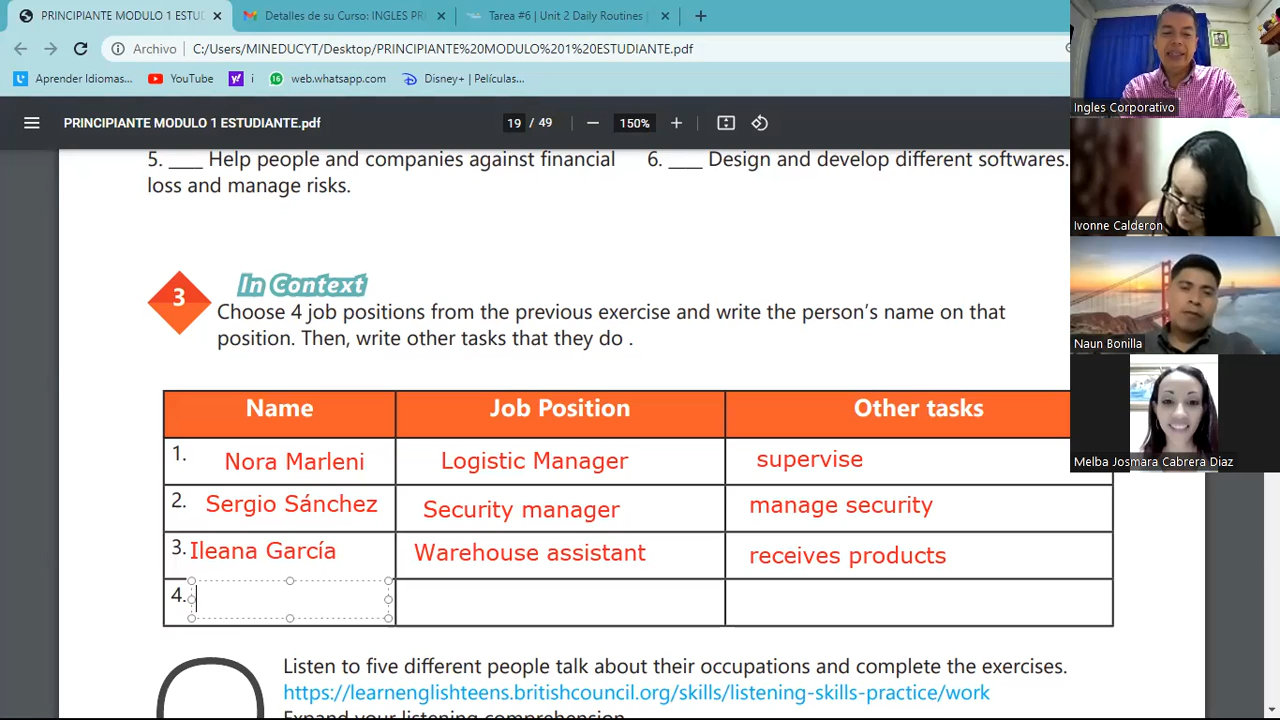 PRINCIPIANTE MODULO 1 ESTU
Detalles de su Curso: INGLES PR
Tarea #6 | Unit 2 Daily Routines
Archivo
C:/Users/MINEDUCYT/Desktop/PRINCIPIANTE%20MODULO%201%20ESTUDIANTE.pdf
Aprender Idiomas...
YouTube
i
web.whatsapp.com
Disney+ | Películas,...
PRINCIPIANTE MODULO 1 ESTUDIANTE.pdf
19 / 49
150%
5. ____ Help people and companies against financial
loss and manage risks.
6. ____ Design and develop different softwares.
3
In Context
Choose 4 job positions from the previous exercise and write the person's name on that
position. Then, write other tasks that they do .
Name Job Position Other tasks
1. Nora Marleni Logistic Manager supervise
2. Sergio Sánchez Security manager manage security
3. Ileana García Warehouse assistant receives products
4.
Listen to five different people talk about their occupations and complete the exercises.
https://learnenglishteens.britishcouncil.org/skills/listening-skills-practice/work
Expand your listening comprehension
Ingles Corporativo
Ivonne Calderon
Naun Bonilla
Melba Josmara Cabrera Diaz